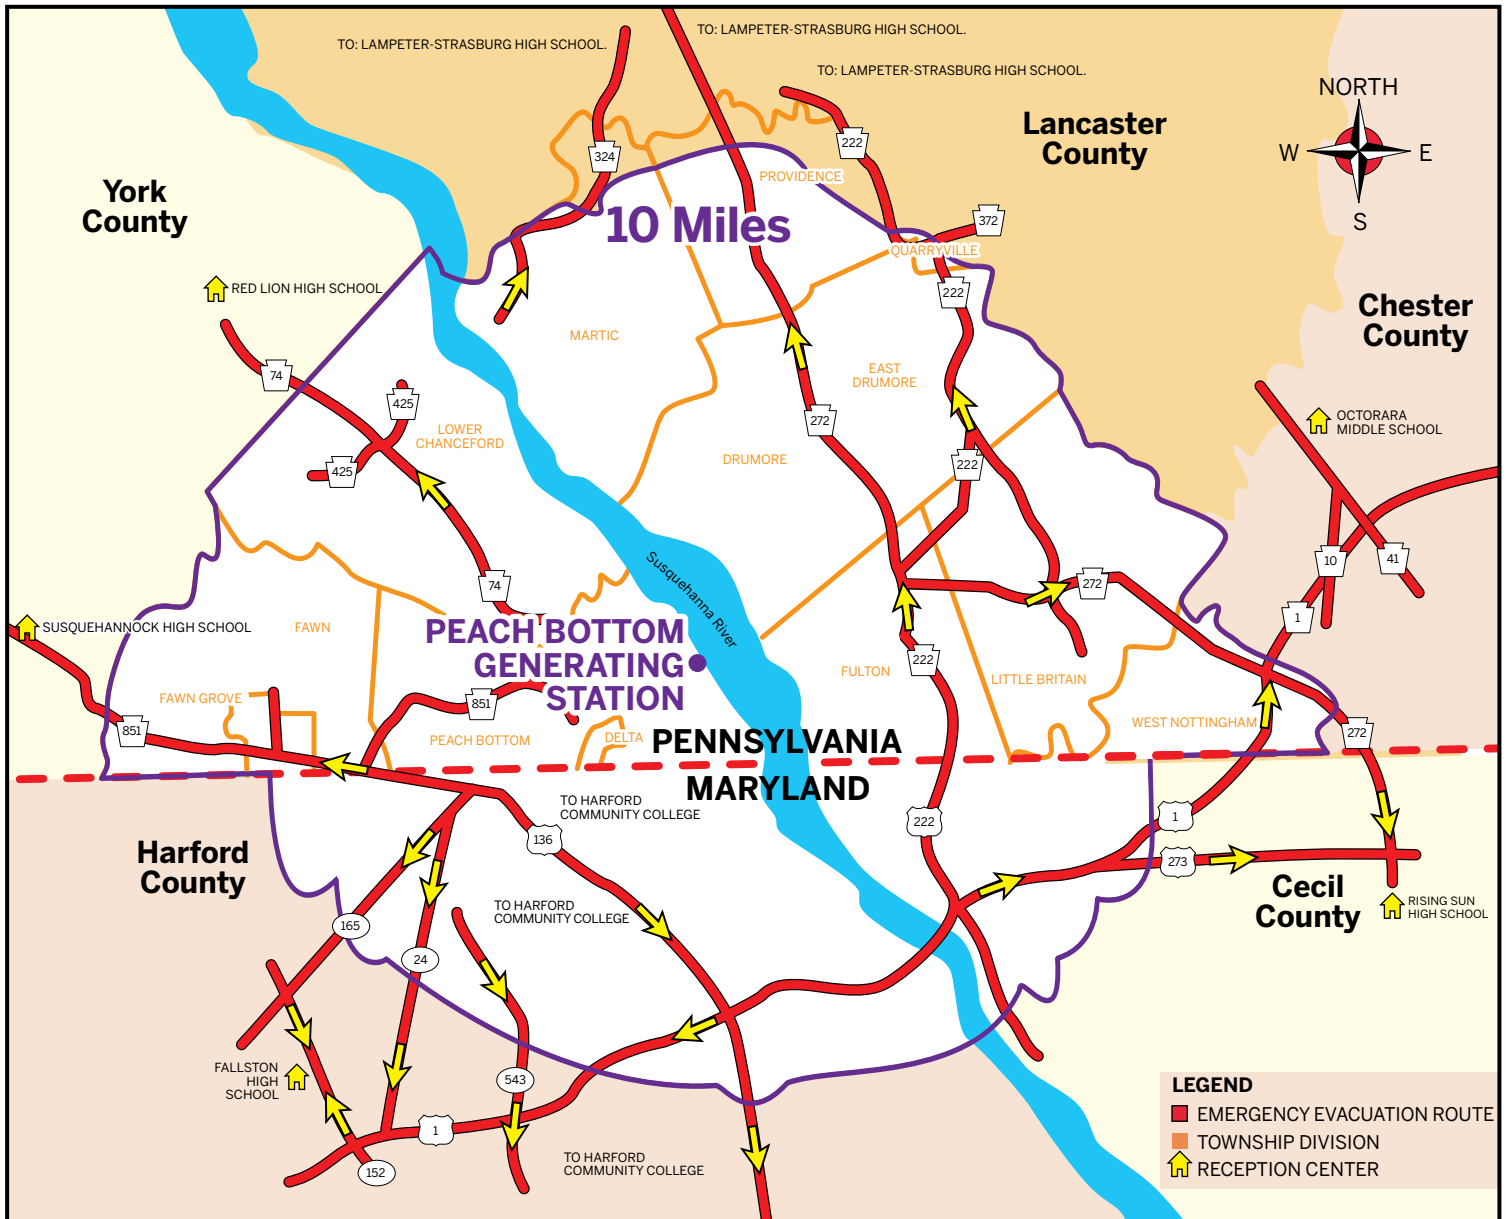 TO: LAMPETER-STRASBURG HIGH SCHOOL.
TO: LAMPETER-STRASBURG HIGH SCHOOL.
TO: LAMPETER-STRASBURG HIGH SCHOOL.
NORTH
W
E
S
Lancaster
County
York
County
324
222
PROVIDENCE
10 Miles
372
QUARRYVILLE
RED LION HIGH SCHOOL
222
Chester
County
MARTIC
74
EAST
DRUMORE
425
272
OCTORARA
MIDDLE SCHOOL
LOWER
CHANCEFORD
425
DRUMORE
222
10
41
Susquehanna River
74
272
1
SUSQUEHANNOCK HIGH SCHOOL
FAWN
PEACH BOTTOM
GENERATING
STATION
222
FULTON
LITTLE BRITAIN
FAWN GROVE
851
851
WEST NOTTINGHAM
272
PEACH BOTTOM
DELTA
PENNSYLVANIA
MARYLAND
TO HARFORD
COMMUNITY COLLEGE
136
222
1
273
Harford
County
Cecil
County
RISING SUN
HIGH SCHOOL
TO HARFORD
COMMUNITY COLLEGE
165
24
FALLSTON
HIGH
SCHOOL
543
1
152
TO HARFORD
COMMUNITY COLLEGE
LEGEND
EMERGENCY EVACUATION ROUTE
TOWNSHIP DIVISION
RECEPTION CENTER